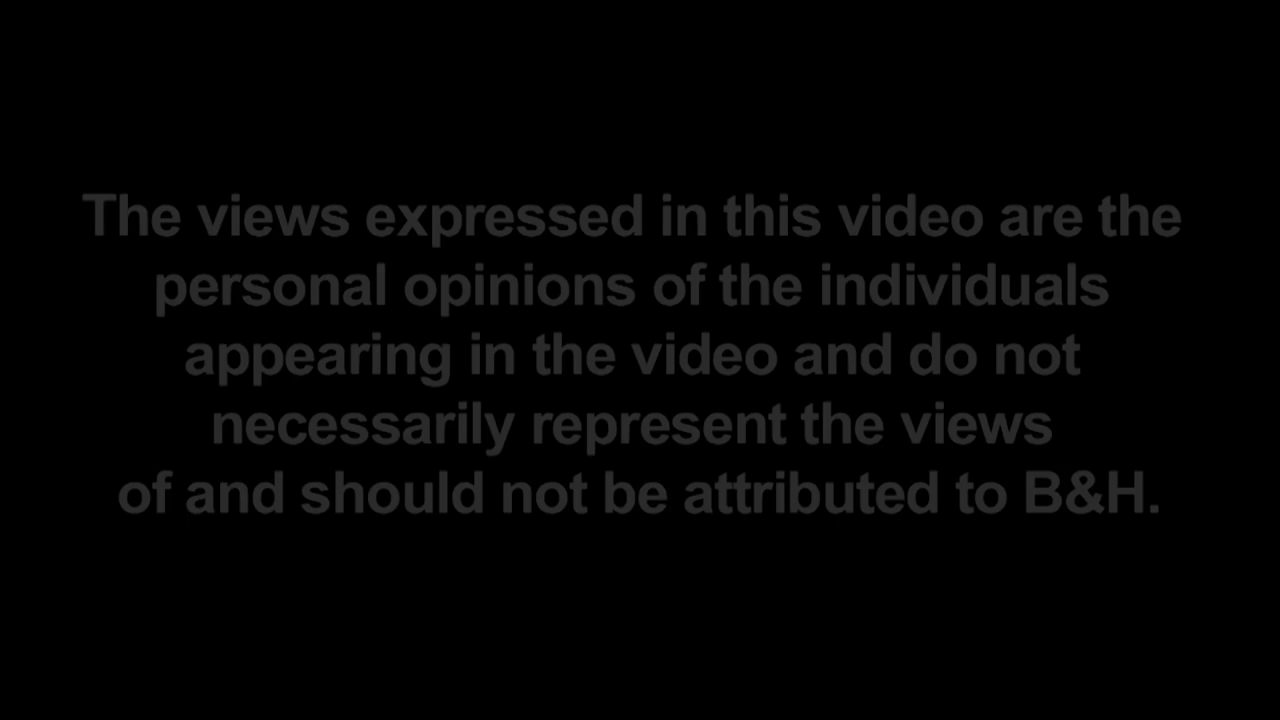 The views expressed in this video are the
personal opinions of the individuals
appearing in the video and do not
necessarily represent the views
of and should not be attributed to B&H.